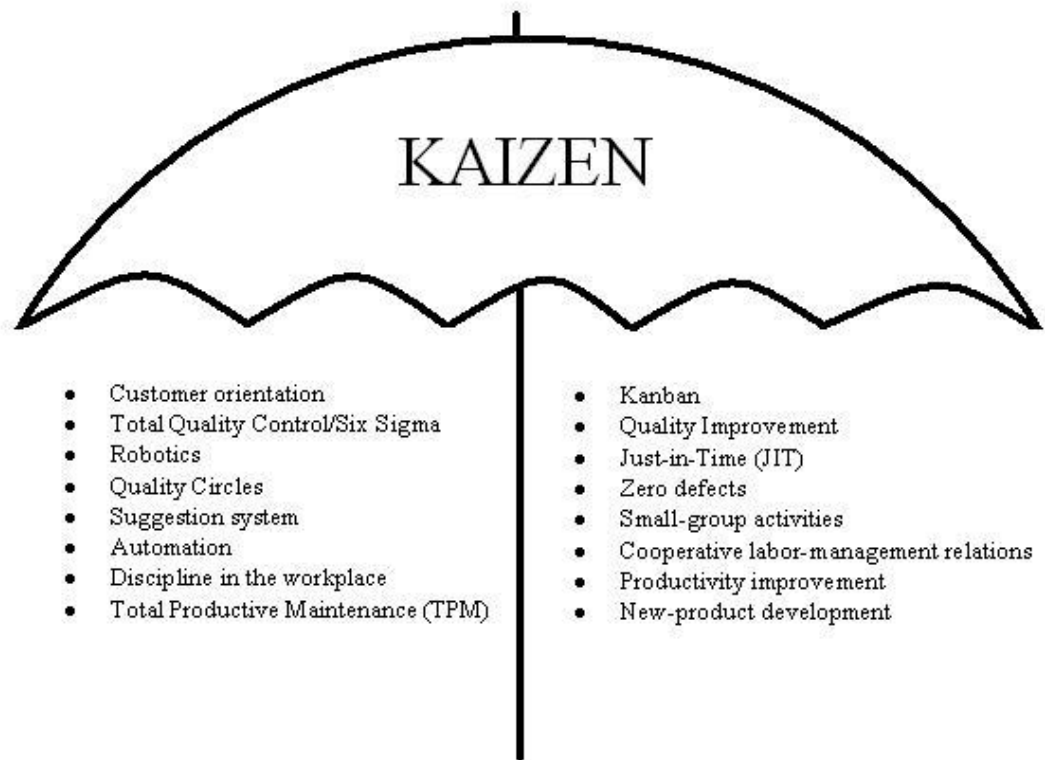 KAIZEN
Customer orientation
Total Quality Control/Six Sigma
Robotics
Quality Circles
Suggestion system
Automation
Discipline in the workplace
Total Productive Maintenance (TPM)
Kanban
Quality Improvement
Just-in-Time (JIT)
Zero defects
Small-group activities
Cooperative labor-management relations
Productivity improvement
New-product development